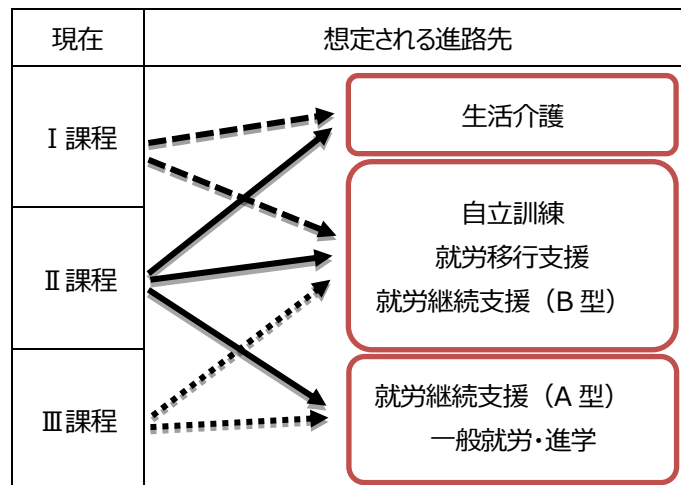 現在
想定される進路先
Ⅰ課程
生活介護
Ⅱ課程
自立訓練
就労移行支援
就労継続支援（B 型）
Ⅲ課程
就労継続支援（A 型）
一般就労・進学